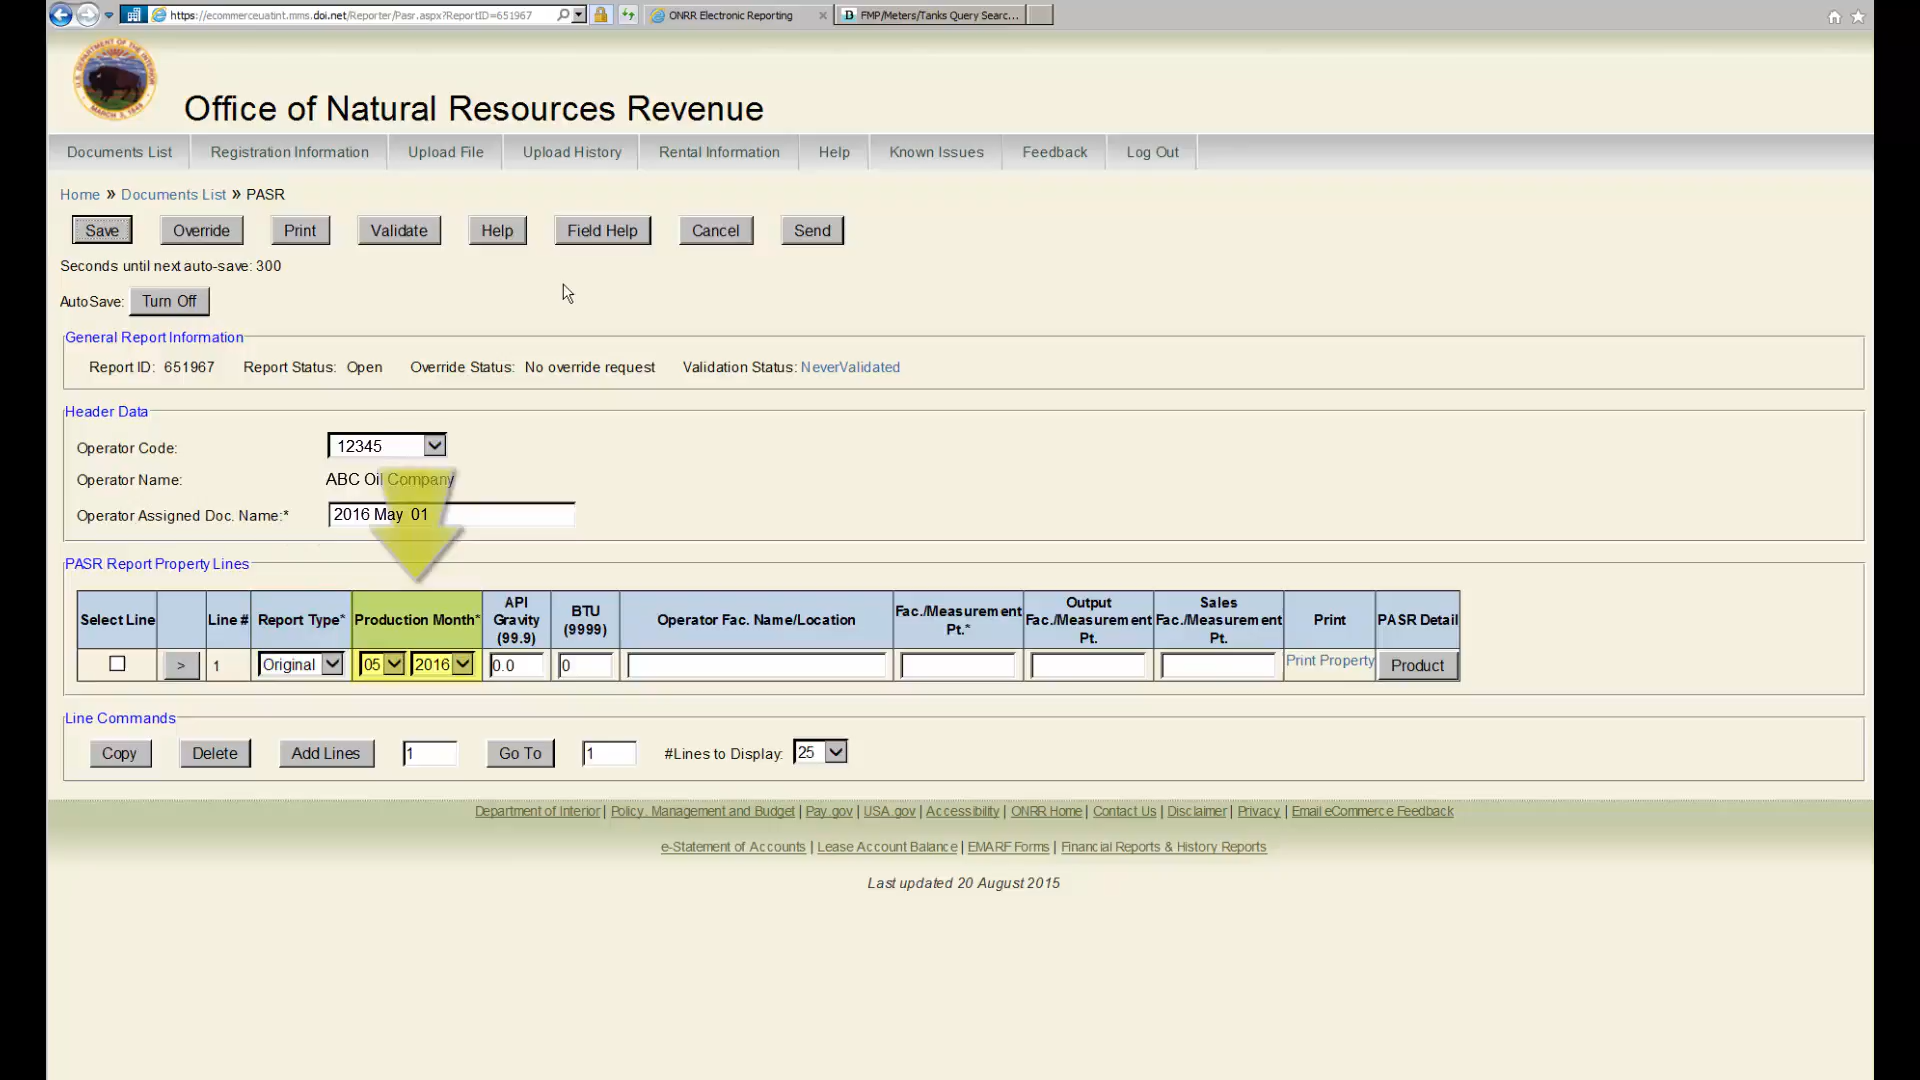 https://ecommerceuatint.mms.doi.net/Reporter/Pasr.aspx?ReportID=651967
ONRR Electronic Reporting
FMP/Meters/Tanks Query Searc...
U.S. DEPARTMENT OF THE INTERIOR
MARCH 3, 1849
Office of Natural Resources Revenue
Documents List Registration Information Upload File Upload History Rental Information Help Known Issues Feedback Log Out
Home » Documents List » PASR
Save Override Print Validate Help Field Help Cancel Send
Seconds until next auto-save: 300
AutoSave: Turn Off
General Report Information
Report ID: 651967 Report Status: Open Override Status: No override request Validation Status: NeverValidated
Header Data
Operator Code: 12345
Operator Name: ABC Oil Company
Operator Assigned Doc. Name:* 2016 May 01
PASR Report Property Lines
Select Line Line # Report Type* Production Month* API Gravity (99.9) BTU (9999) Operator Fac. Name/Location Fac./Measurement Pt.* Output Fac./Measurement Pt. Sales Fac./Measurement Pt. Print PASR Detail
> 1 Original 05 2016 0.0 0 Print Property Product
Line Commands
Copy Delete Add Lines 1 Go To 1 #Lines to Display: 25
Department of Interior | Policy, Management and Budget | Pay.gov | USA.gov | Accessibility | ONRR Home | Contact Us | Disclaimer | Privacy | Email eCommerce Feedback
e-Statement of Accounts | Lease Account Balance | EMARF Forms | Financial Reports & History Reports
Last updated 20 August 2015